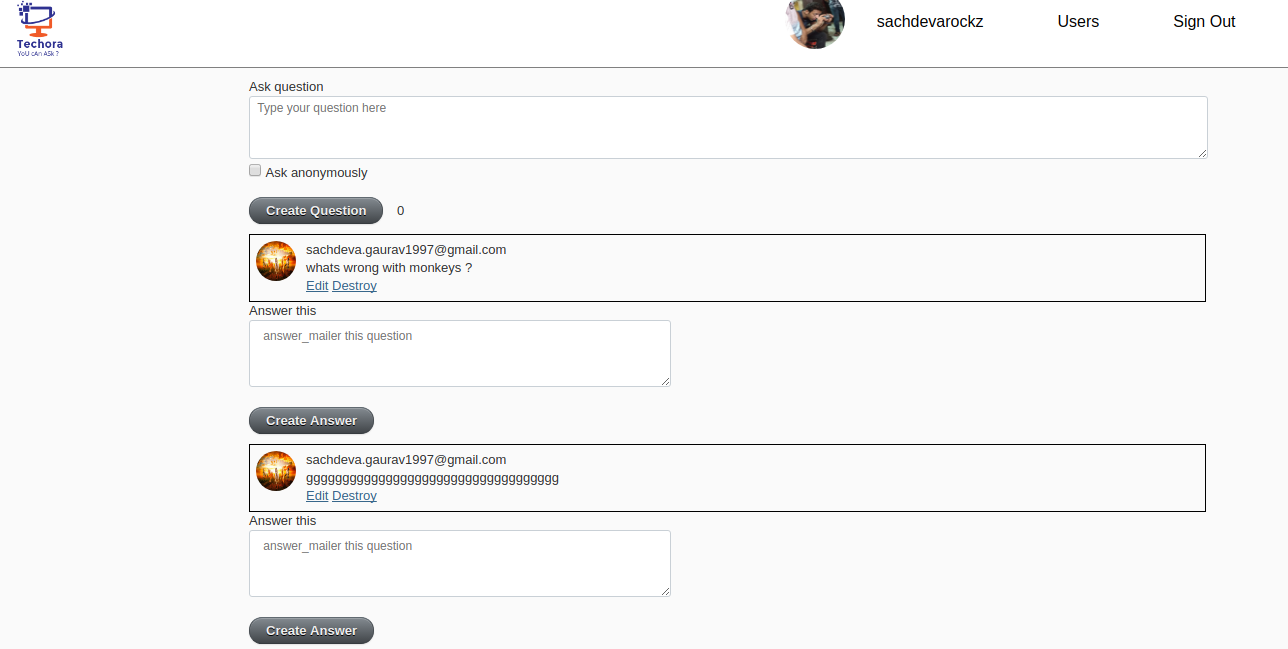 Techora
YoU cAn ASk ?
sachdevarockz Users Sign Out
Ask question
Type your question here
Ask anonymously
Create Question 0
sachdeva.gaurav1997@gmail.com
whats wrong with monkeys ?
Edit Destroy
Answer this
answer_mailer this question
Create Answer
sachdeva.gaurav1997@gmail.com
ggggggggggggggggggggggggggggggggggg
Edit Destroy
Answer this
answer_mailer this question
Create Answer